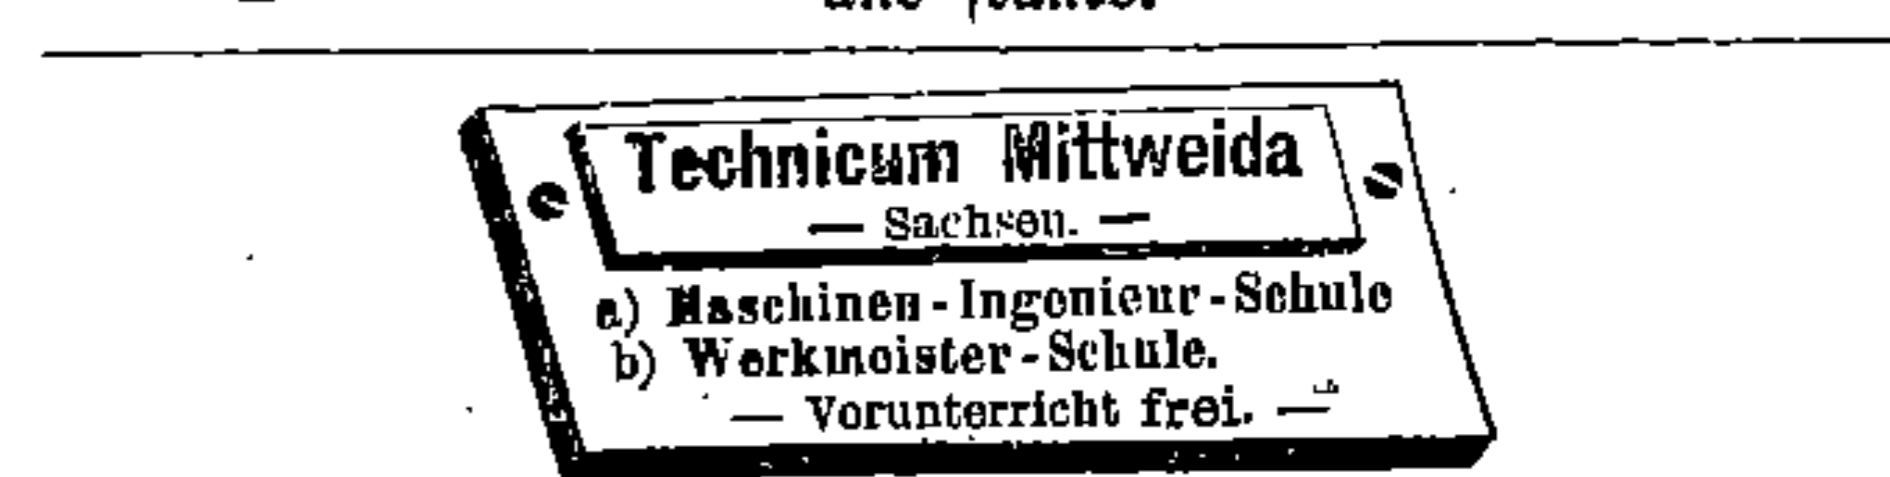 Technicum Mittweida
— Sachsen. —
a) Maschinen-Ingenieur-Schule
b) Werkmeister-Schule.
— Vorunterricht frei. —